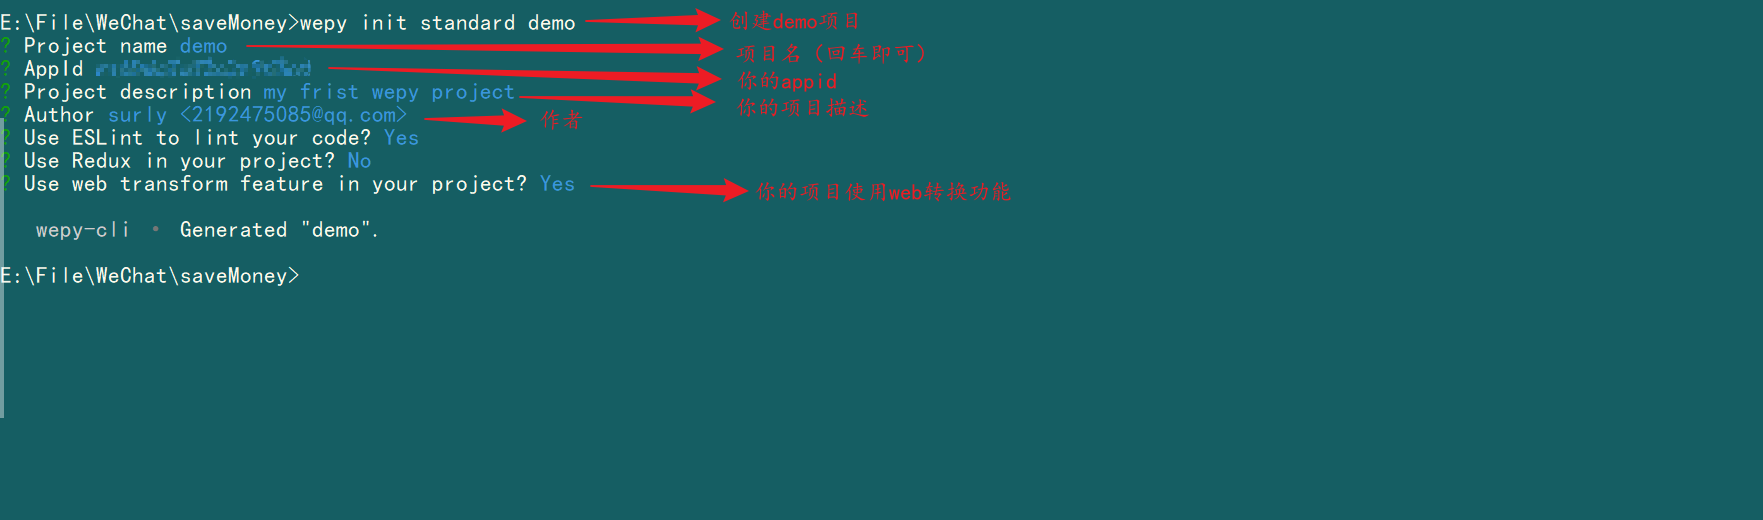 E:\File\WeChat\saveMoney>wepy init standard demo 创建demo项目
? Project name demo 项目名（回车即可）
? AppId 你的appid
? Project description my frist wepy project 你的项目描述
? Author surly <2192475085@qq.com> 作者
? Use ESLint to lint your code? Yes
? Use Redux in your project? No
? Use web transform feature in your project? Yes 你的项目使用web转换功能
wepy-cli · Generated "demo".
E:\File\WeChat\saveMoney>